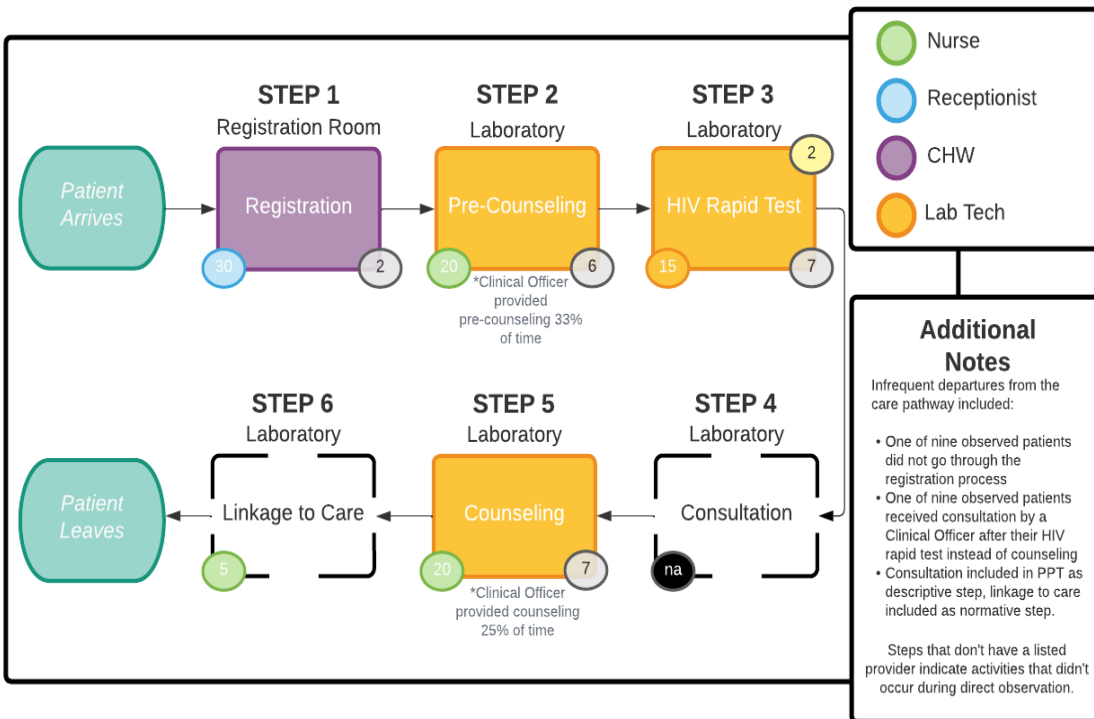 Nurse
Receptionist
CHW
Lab Tech
STEP 1
Registration Room
STEP 2
Laboratory
STEP 3
Laboratory
Patient
Arrives
Registration
30
2
Pre-Counseling
20
6
*Clinical Officer
provided
pre-counseling 33%
of time
HIV Rapid Test
2
15
7
STEP 6
Laboratory
STEP 5
Laboratory
STEP 4
Laboratory
Patient
Leaves
Linkage to Care
5
Counseling
20
7
*Clinical Officer
provided counseling
25% of time
Consultation
na
Additional
Notes
Infrequent departures from the
care pathway included:
• One of nine observed patients
did not go through the
registration process
• One of nine observed patients
received consultation by a
Clinical Officer after their HIV
rapid test instead of counseling
• Consultation included in PPT as
descriptive step, linkage to care
included as normative step.
Steps that don't have a listed
provider indicate activities that didn't
occur during direct observation.